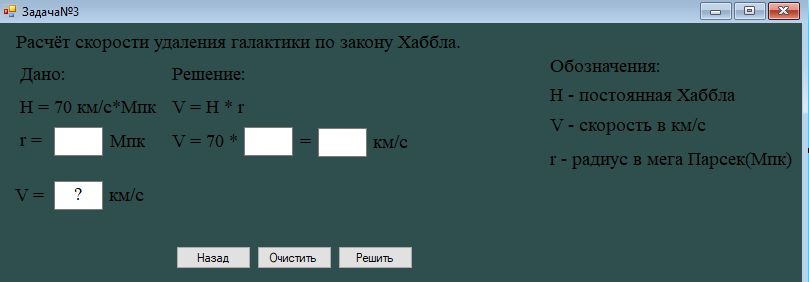 Задача№3
Расчёт скорости удаления галактики по закону Хаббла.
Дано:
Решение:
H = 70 км/с*Мпк
V = H * r
r =
Мпк
V = 70 *
=
км/с
V =
?
км/с
Обозначения:
H - постоянная Хаббла
V - скорость в км/с
r - радиус в мега Парсек(Мпк)
Назад
Очистить
Решить